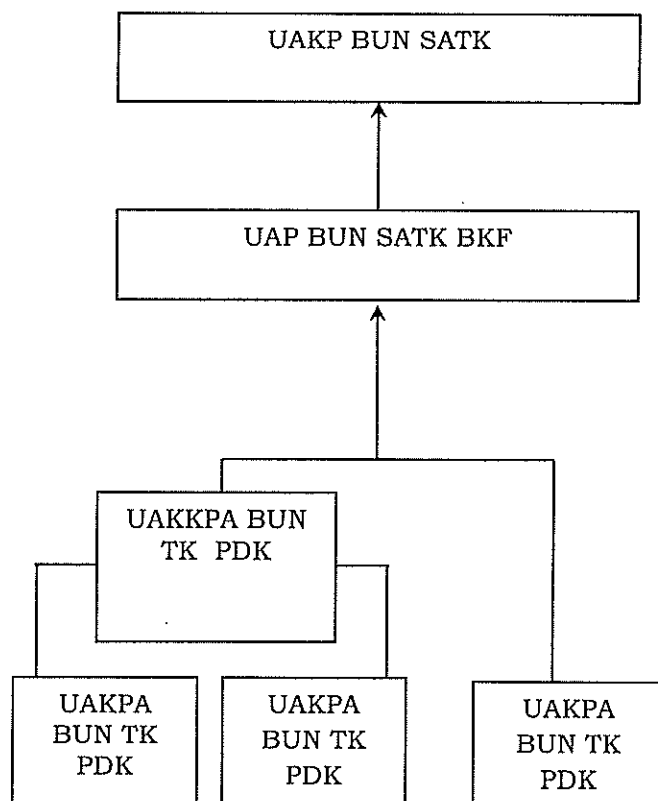 UAKP BUN SATK
UAP BUN SATK BKF
UAKKPA BUN
TK PDK
UAKPA
BUN TK
PDK
UAKPA
BUN TK
PDK
UAKPA
BUN TK
PDK